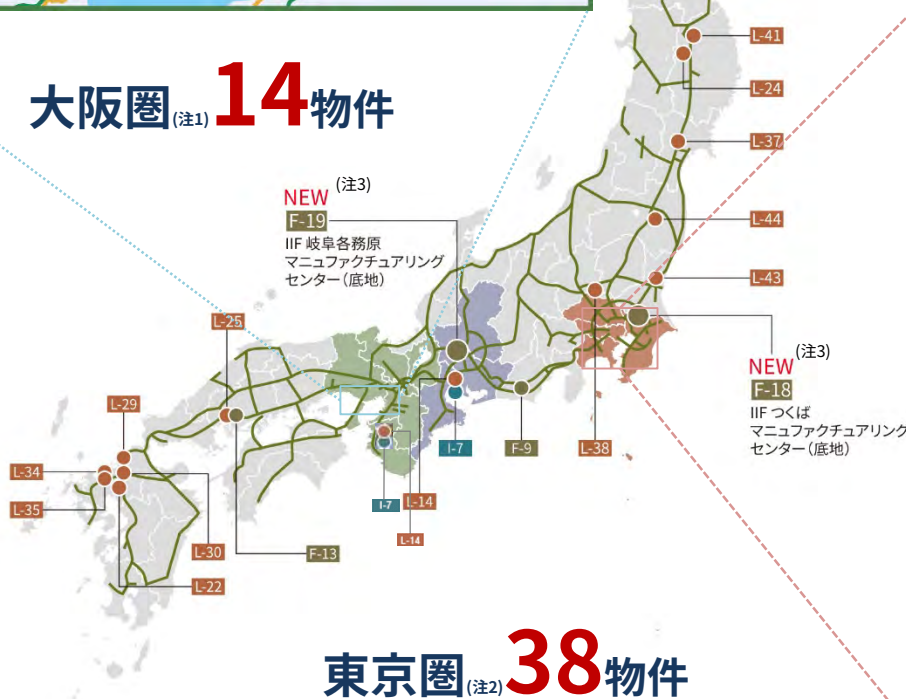 L-41
L-24
大阪圏(注1)14物件
L-37
NEW (注3)
F-19
IIF 岐阜各務原
マニュファクチュアリング
センター(底地)
L-44
L-43
L-25
NEW (注3)
F-18
IIF つくば
マニュファクチュアリング
センター(底地)
L-29
I-7
F-9
L-38
L-34
I-7
L-14
L-35
L-14
L-30
F-13
L-22
東京圏(注2)38物件